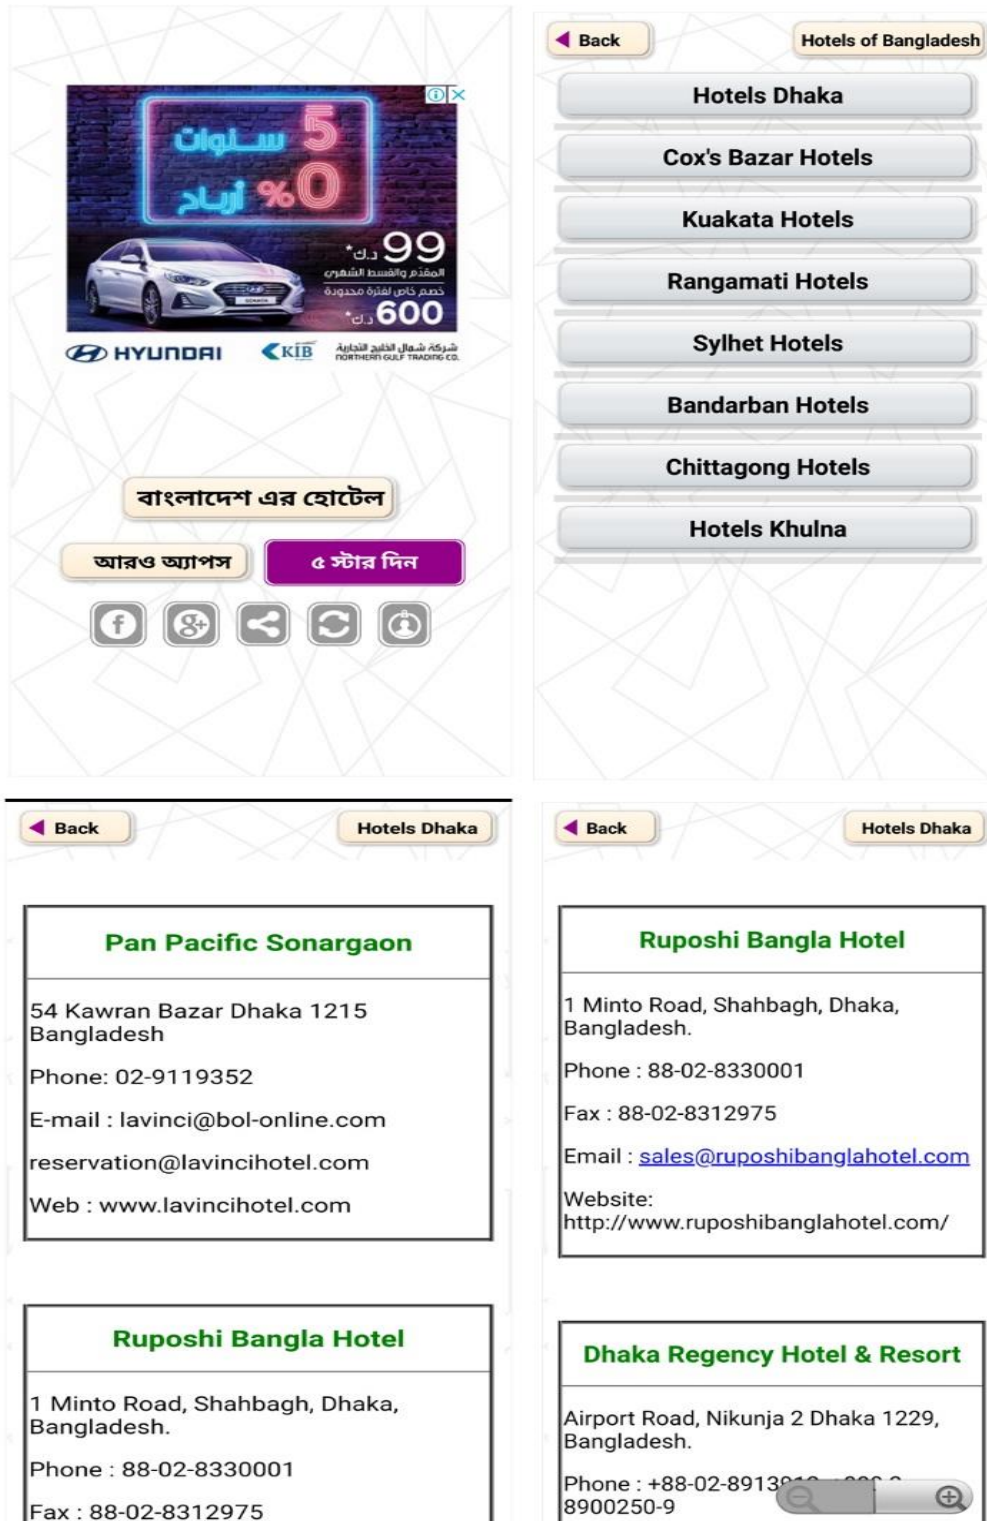 5 سنوات
0% أرباح
99 د.ك.*
المقدّم والقسط الشهري
خصم خاص لفترة محدودة
600 د.ك.*
SONATA
HYUNDAI
KIB
شركة شمال الخليج التجارية
NORTHERN GULF TRADING CO.
বাংলাদেশ এর হোটেল
আরও অ্যাপস
৫ স্টার দিন
Back
Hotels of Bangladesh
Hotels Dhaka
Cox's Bazar Hotels
Kuakata Hotels
Rangamati Hotels
Sylhet Hotels
Bandarban Hotels
Chittagong Hotels
Hotels Khulna
Back
Hotels Dhaka
Pan Pacific Sonargaon
54 Kawran Bazar Dhaka 1215
Bangladesh
Phone: 02-9119352
E-mail : lavinci@bol-online.com
reservation@lavincihotel.com
Web : www.lavincihotel.com
Ruposhi Bangla Hotel
1 Minto Road, Shahbagh, Dhaka,
Bangladesh.
Phone : 88-02-8330001
Fax : 88-02-8312975
Back
Hotels Dhaka
Ruposhi Bangla Hotel
1 Minto Road, Shahbagh, Dhaka,
Bangladesh.
Phone : 88-02-8330001
Fax : 88-02-8312975
Email : sales@ruposhibanglahotel.com
Website:
http://www.ruposhibanglahotel.com/
Dhaka Regency Hotel & Resort
Airport Road, Nikunja 2 Dhaka 1229,
Bangladesh.
Phone :
8900250-9